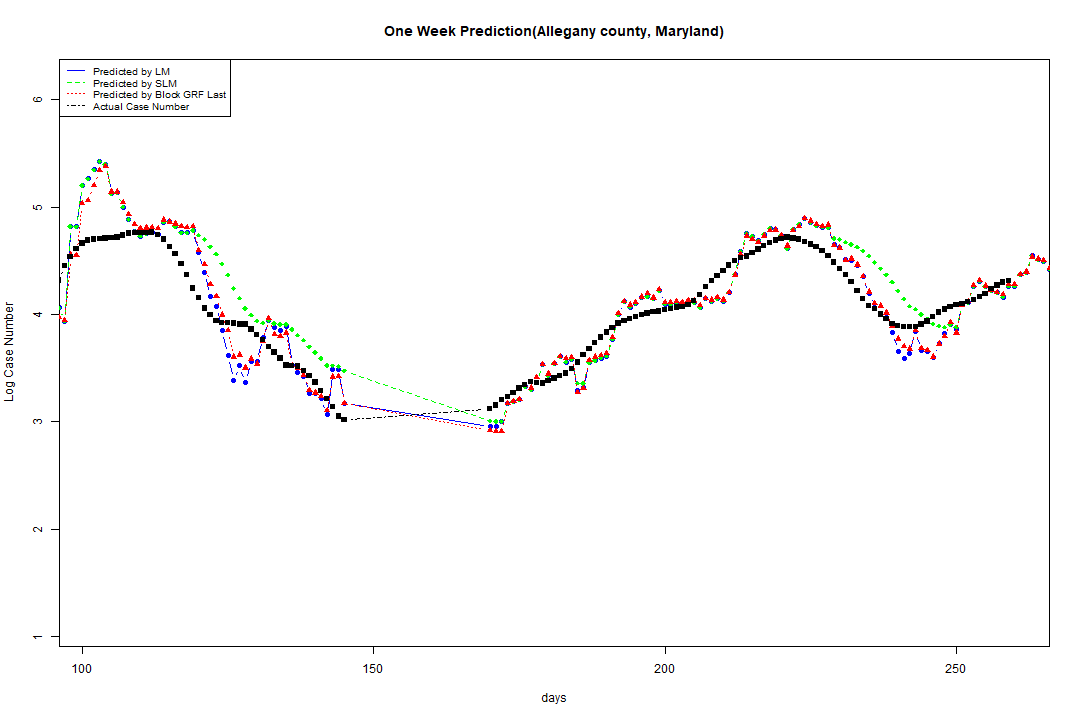 One Week Prediction(Allegany county, Maryland)
Predicted by LM
Predicted by SLM
Predicted by Block GRF Last
Actual Case Number
Log Case Number
6
5
4
3
2
1
100
150
200
250
days